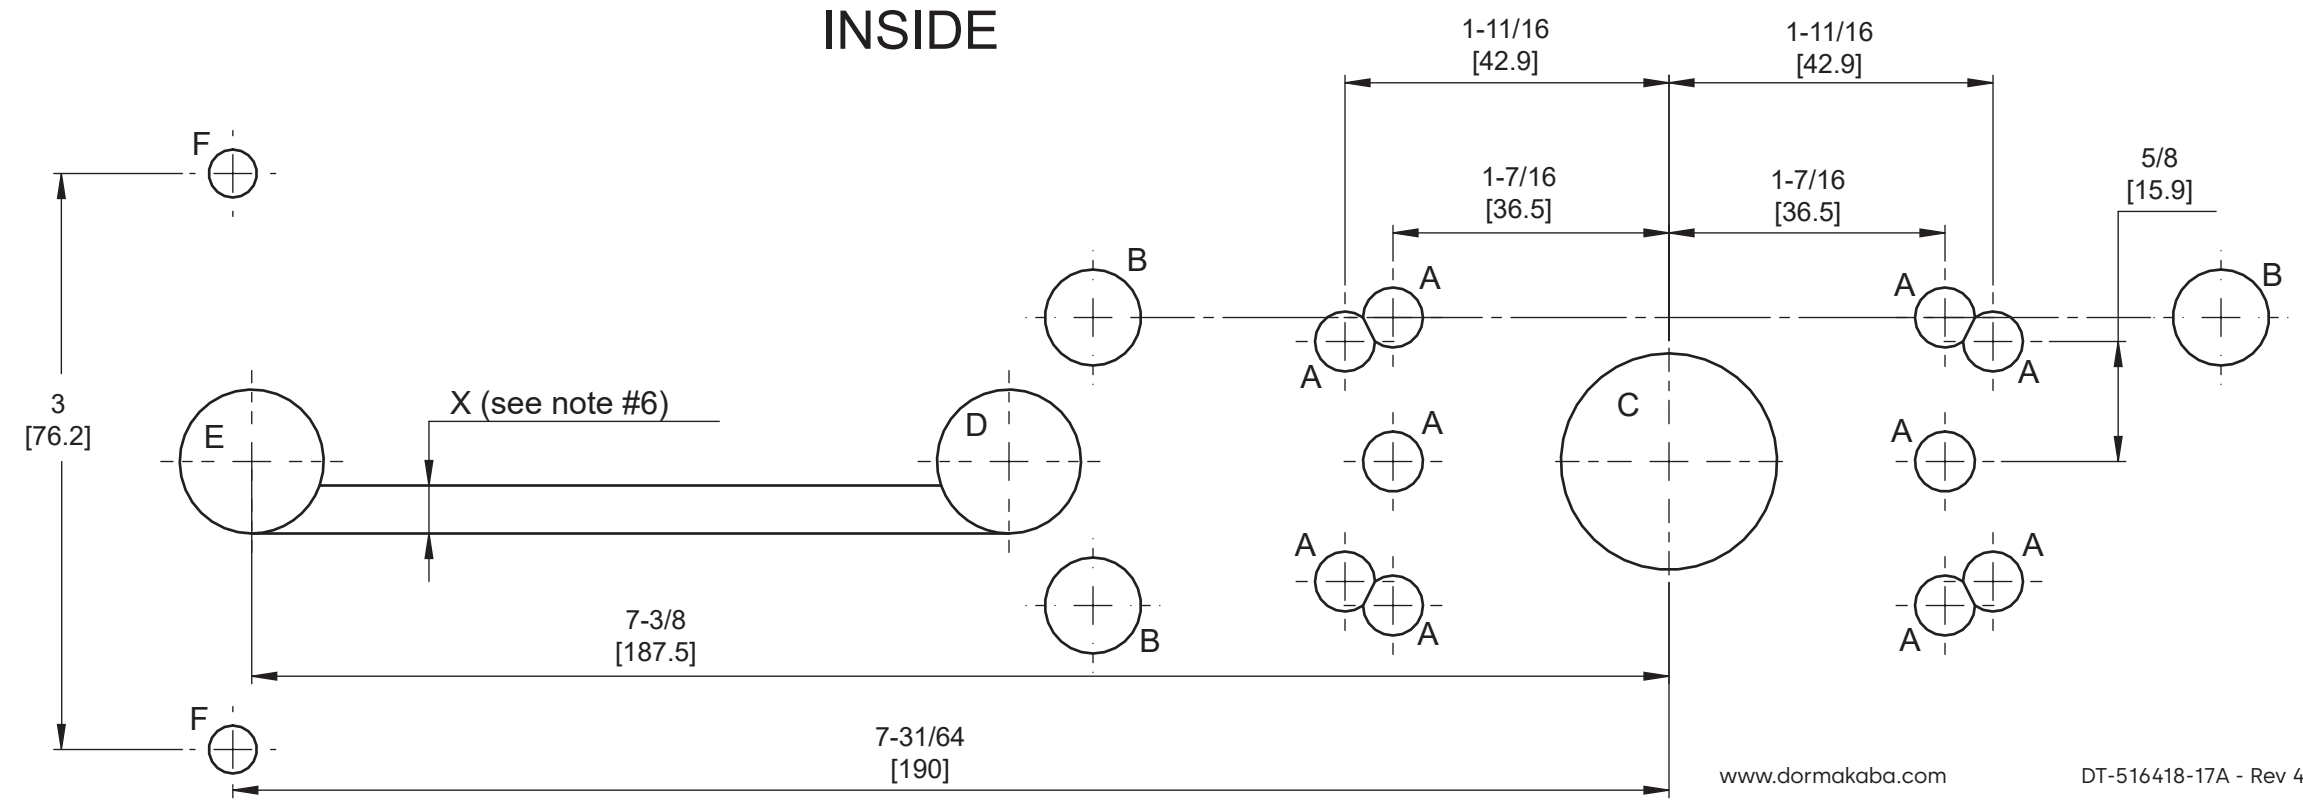 INSIDE
1-11/16
[42.9]
1-11/16
[42.9]
F
1-7/16
[36.5]
1-7/16
[36.5]
5/8
[15.9]
B
A
A
B
A
A
3
[76.2]
X (see note #6)
E
D
A
C
A
A
A
7-3/8
[187.5]
B
A
A
F
7-31/64
[190]
www.dormakaba.com
DT-516418-17A - Rev 4